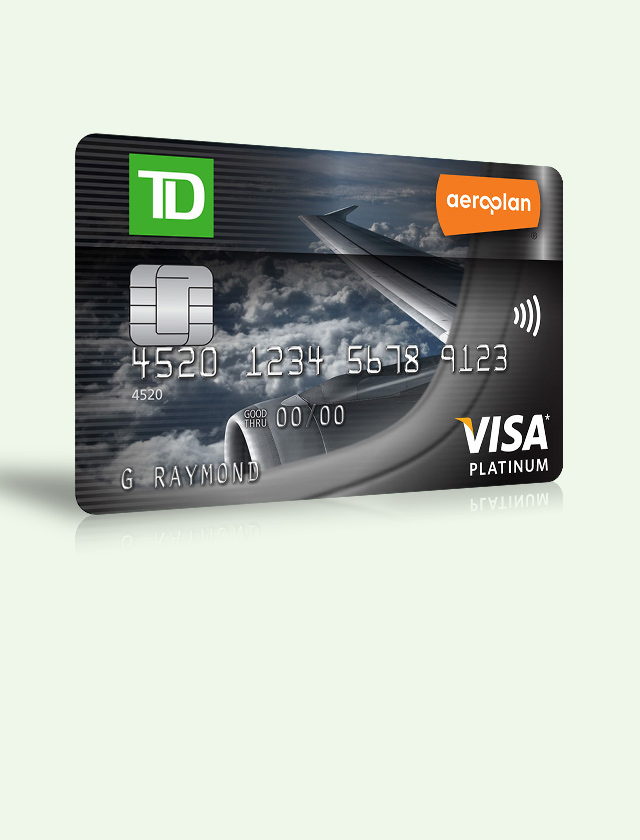 TD
aeroplan
4520 1234 5678 9123
4520
GOOD
THRU 00/00
VISA*
PLATINUM
G RAYMOND